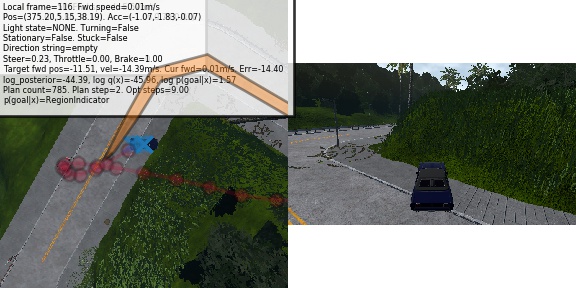 Local frame=116: Fwd speed=0.01m/s
Pos=(375.20,5.15,38.19). Acc=(-1.07,-1.83,-0.07)
Light state=NONE. Turning=False
Stationary=False. Stuck=False
Direction string=empty
Steer=0.23, Throttle=0.00, Brake=1.00
Target fwd pos=-11.51, vel=-14.39m/s. Cur fwd=0.01m/s, Err=-14.40
log_posterior=-44.39, log q(x)=-45.96, log p(goal|x)=1.57
Plan count=785. Plan step=2. Opt steps=9.00
p(goal|x)=RegionIndicator